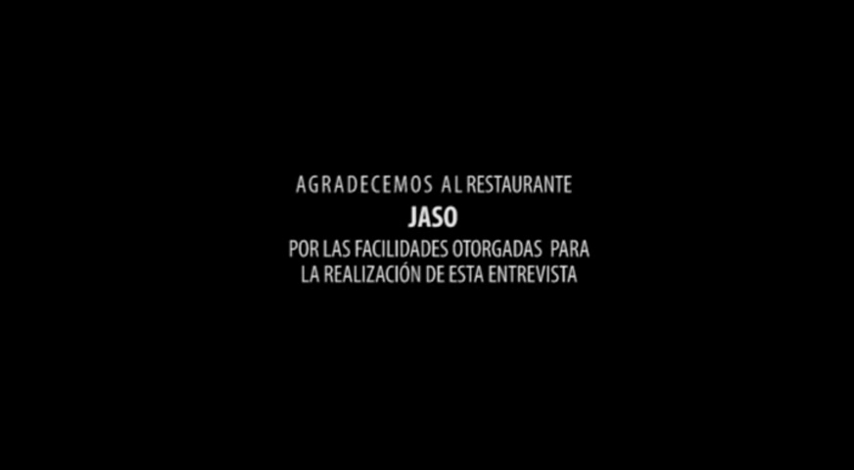 AGRADECEMOS AL RESTAURANTE
JASO
POR LAS FACILIDADES OTORGADAS PARA
LA REALIZACIÓN DE ESTA ENTREVISTA